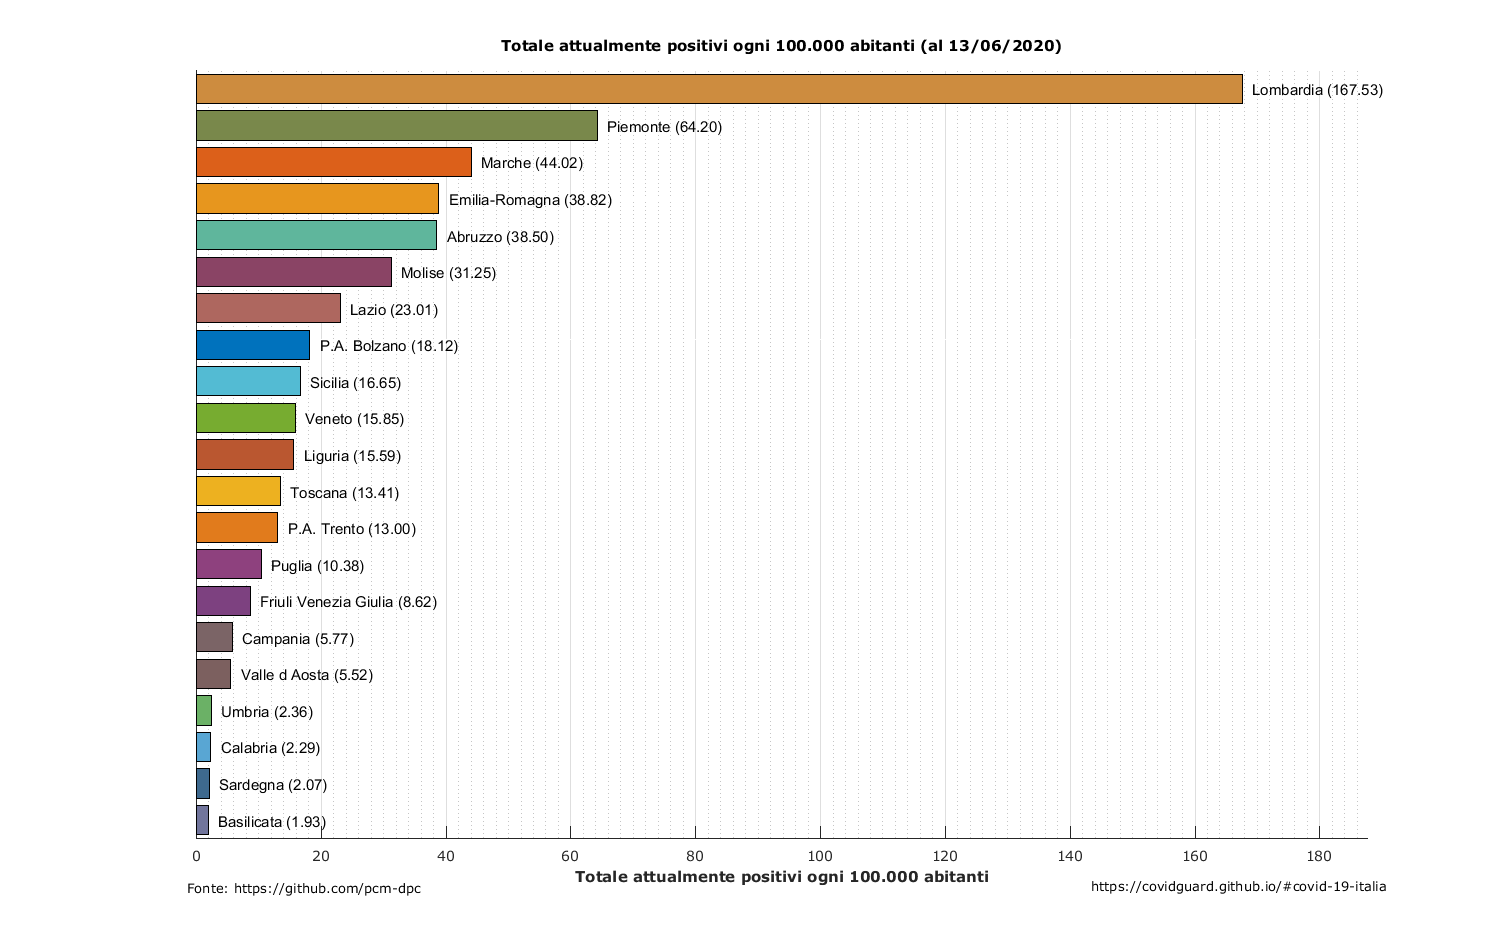 Totale attualmente positivi ogni 100.000 abitanti (al 13/06/2020)
Lombardia (167.53)
Piemonte (64.20)
Marche (44.02)
Emilia-Romagna (38.82)
Abruzzo (38.50)
Molise (31.25)
Lazio (23.01)
P.A. Bolzano (18.12)
Sicilia (16.65)
Veneto (15.85)
Liguria (15.59)
Toscana (13.41)
P.A. Trento (13.00)
Puglia (10.38)
Friuli Venezia Giulia (8.62)
Campania (5.77)
Valle d Aosta (5.52)
Umbria (2.36)
Calabria (2.29)
Sardegna (2.07)
Basilicata (1.93)
0 20 40 60 80 100 120 140 160 180
Totale attualmente positivi ogni 100.000 abitanti
Fonte: https://github.com/pcm-dpc
https://covidguard.github.io/#covid-19-italia